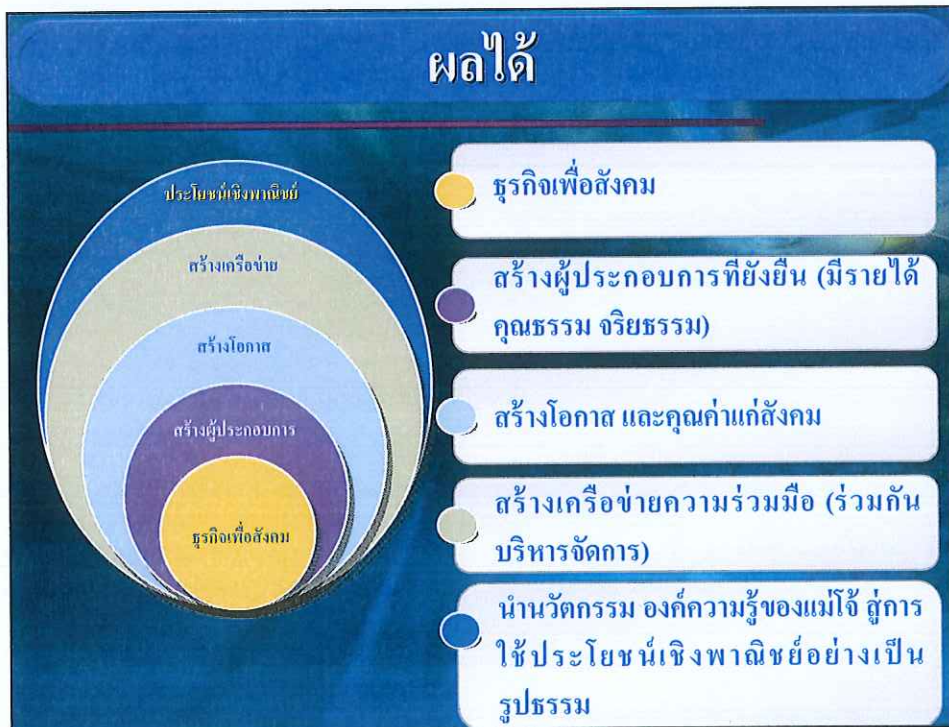 ผลได้
ประโยชน์เชิงพาณิชย์
สร้างเครือข่าย
สร้างโอกาส
สร้างผู้ประกอบการ
ธุรกิจเพื่อสังคม
ธุรกิจเพื่อสังคม
สร้างผู้ประกอบการที่ยั่งยืน (มีรายได้
คุณธรรม จริยธรรม)
สร้างโอกาส และคุณค่าแก่สังคม
สร้างเครือข่ายความร่วมมือ (ร่วมกัน
บริหารจัดการ)
นำนวัตกรรม องค์ความรู้ของแม่โจ้ สู่การ
ใช้ประโยชน์เชิงพาณิชย์อย่างเป็น
รูปธรรม